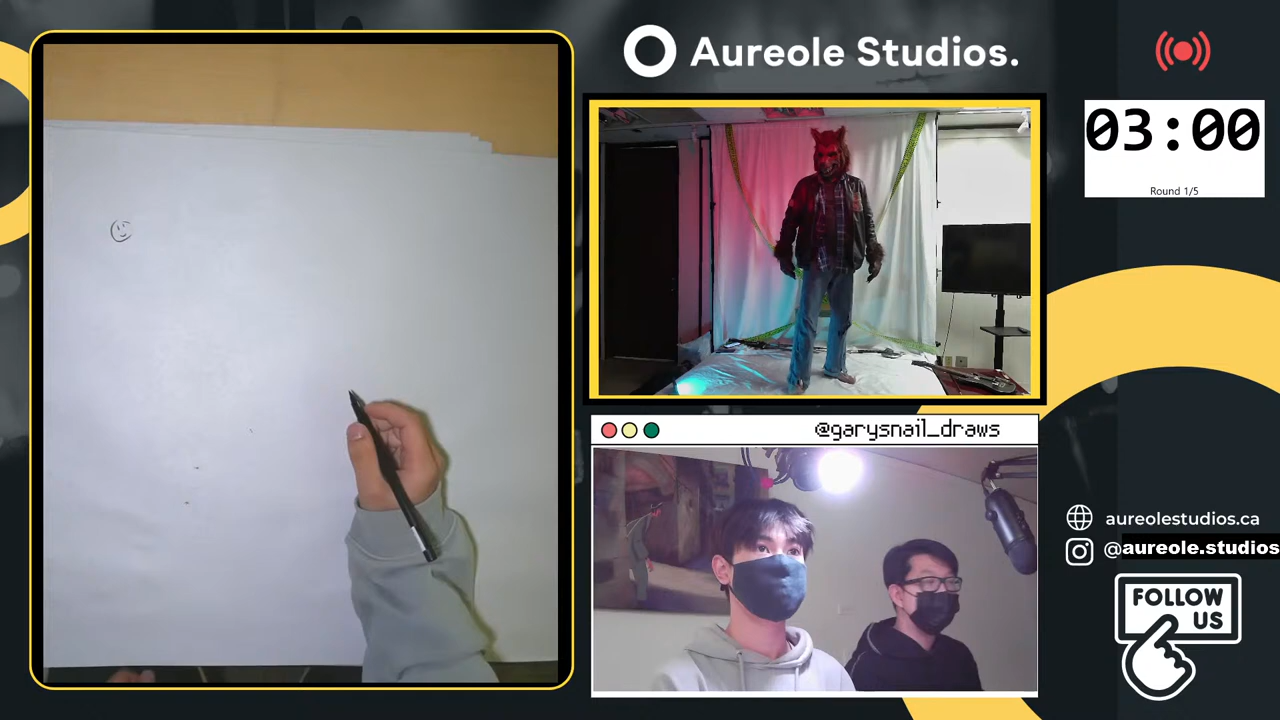 Aureole Studios.
03:00
Round 1/5
@garysnail_draws
aureolestudios.ca
@aureole.studios
FOLLOW
US